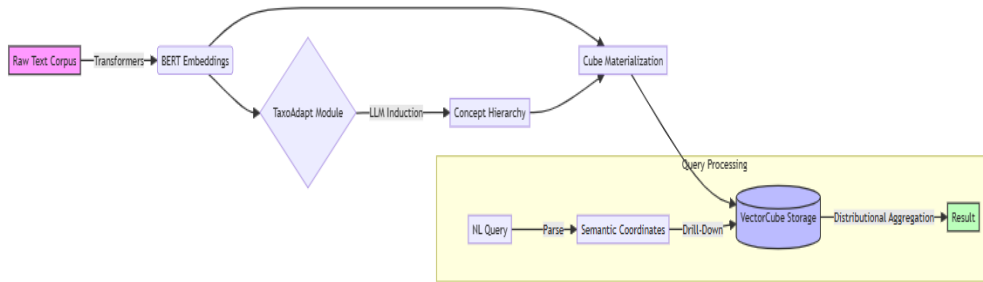 Raw Text Corpus
Transformers
BERT Embeddings
TaxoAdapt Module
LLM Induction
Concept Hierarchy
Cube Materialization
Query Processing
NL Query
Parse
Semantic Coordinates
Drill-Down
VectorCube Storage
Distributional Aggregation
Result